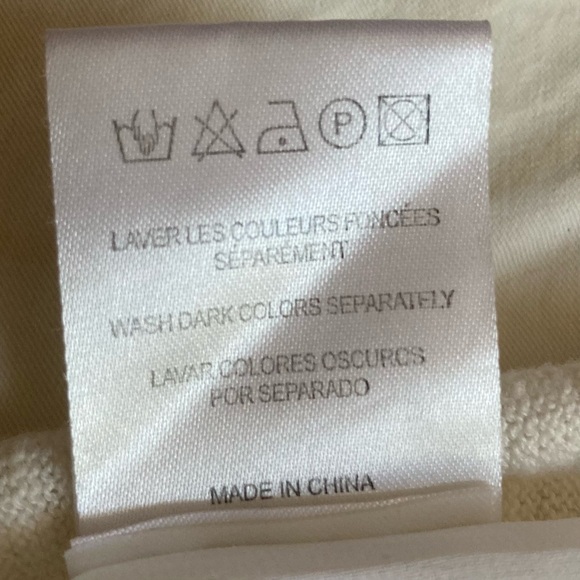 P
LAVER LES COULEURS FONCÉES
SÉPARÉMENT
WASH DARK COLORS SEPARATELY
LAVAR COLORES OSCUROS
POR SEPARADO
MADE IN CHINA